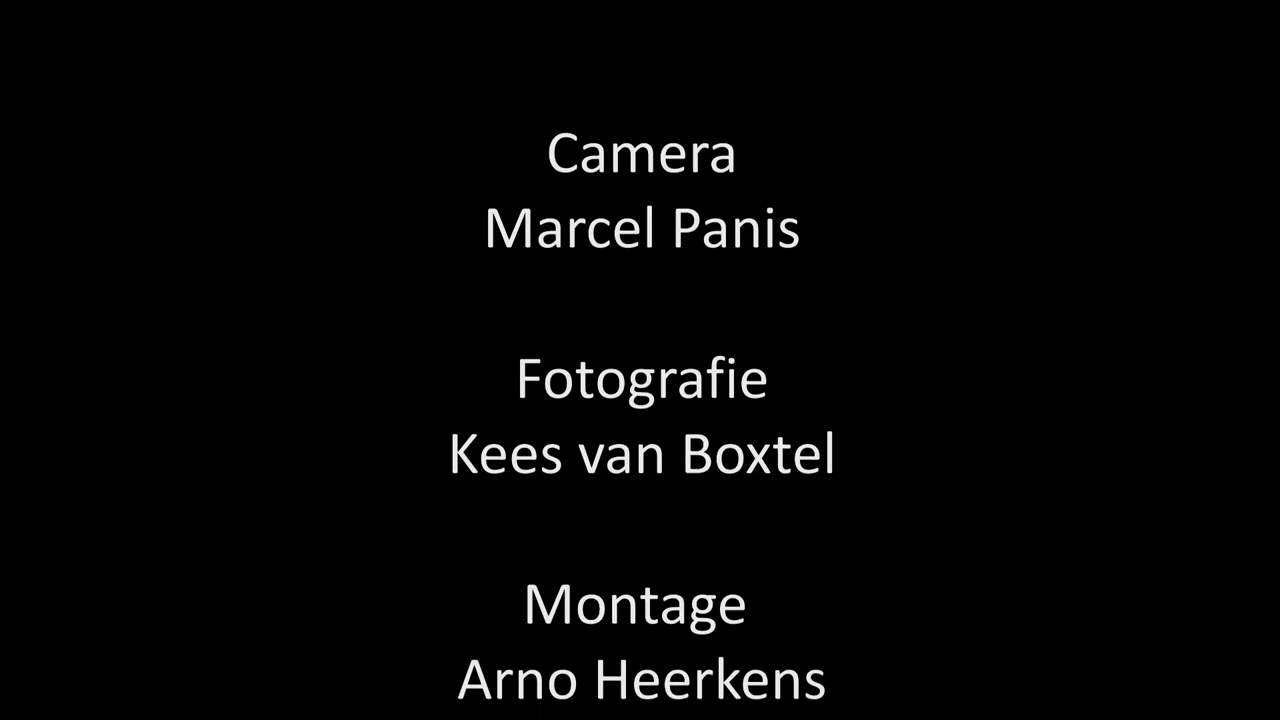 Camera
Marcel Panis
Fotografie
Kees van Boxtel
Montage
Arno Heerkens